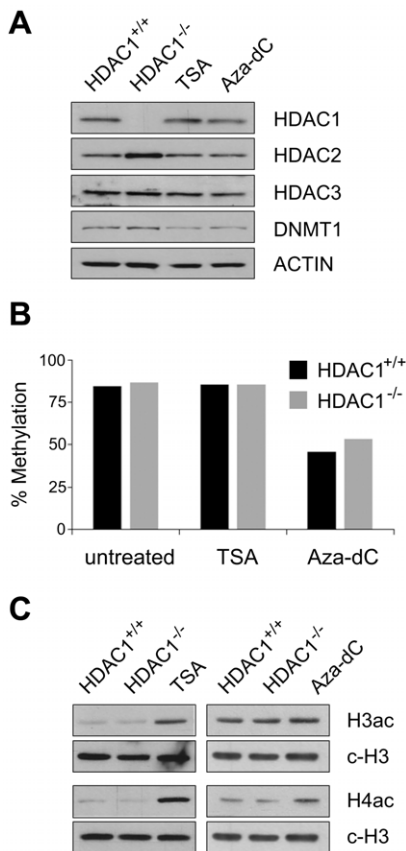 A
HDAC1+/+ HDAC1-/- TSA Aza-dC
HDAC1
HDAC2
HDAC3
DNMT1
ACTIN
B
% Methylation
100
75
50
25
0
HDAC1+/+
HDAC1-/-
untreated TSA Aza-dC
C
HDAC1+/+ HDAC1-/- TSA HDAC1+/+ HDAC1-/- Aza-dC
H3ac
c-H3
H4ac
c-H3